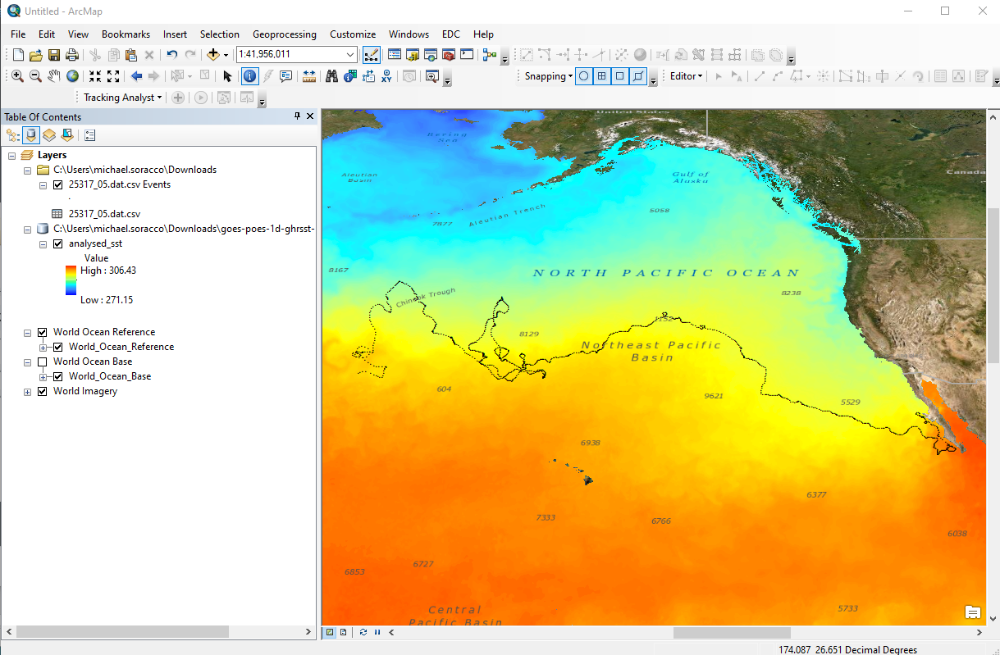 Untitled - ArcMap
File Edit View Bookmarks Insert Selection Geoprocessing Customize Windows EDC Help
1:41,956,011
Snapping Editor
Tracking Analyst
Table Of Contents
Layers
C:\Users\michael.soracco\Downloads
25317_05.dat.csv Events
25317_05.dat.csv
C:\Users\michael.soracco\Downloads\goes-poes-1d-ghrsst-
analysed_sst
Value
High : 306.43
Low : 271.15
World Ocean Reference
World_Ocean_Reference
World Ocean Base
World_Ocean_Base
World Imagery
United States
Bering
Sea
Canada
Aleutian
Basin
Gulf of
Alaska
Aleutian Trench
5058
7877
8167
NORTH PACIFIC OCEAN
8238
Chinook Trough
1152
8129
Northeast Pacific
Basin
604
9621
5529
6938
6377
7333
6766
6038
6727
6853
Central
Pacific Basin
5733
174.087 26.651 Decimal Degrees